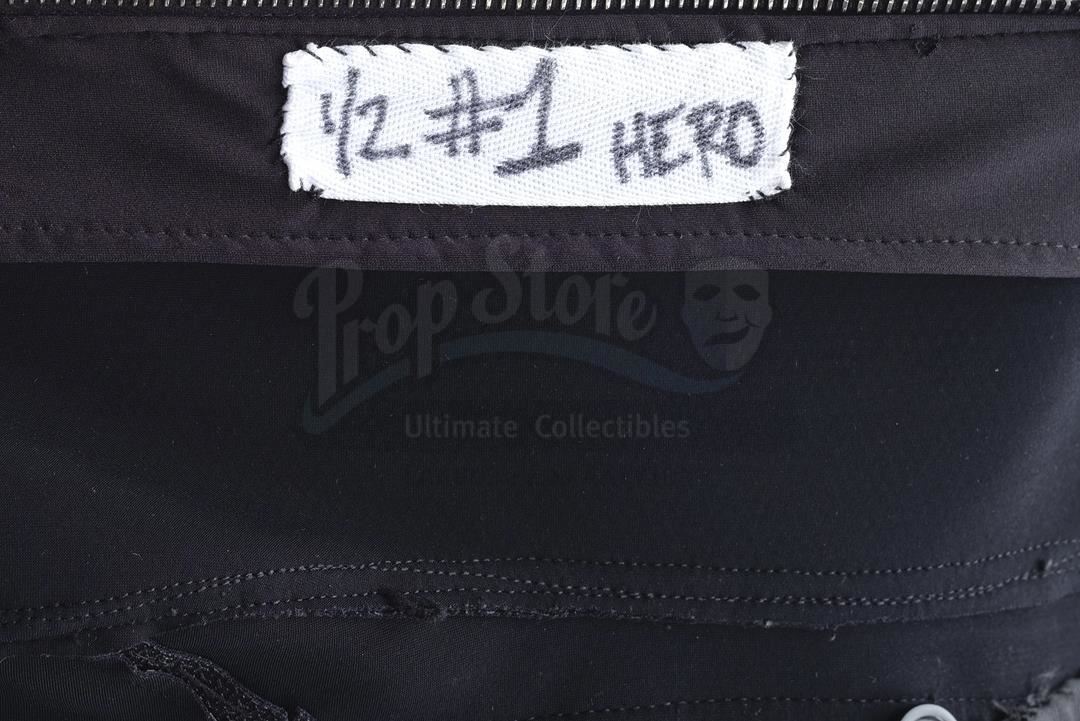 1/2 #1 HERO
Prop Store
Ultimate Collectibles